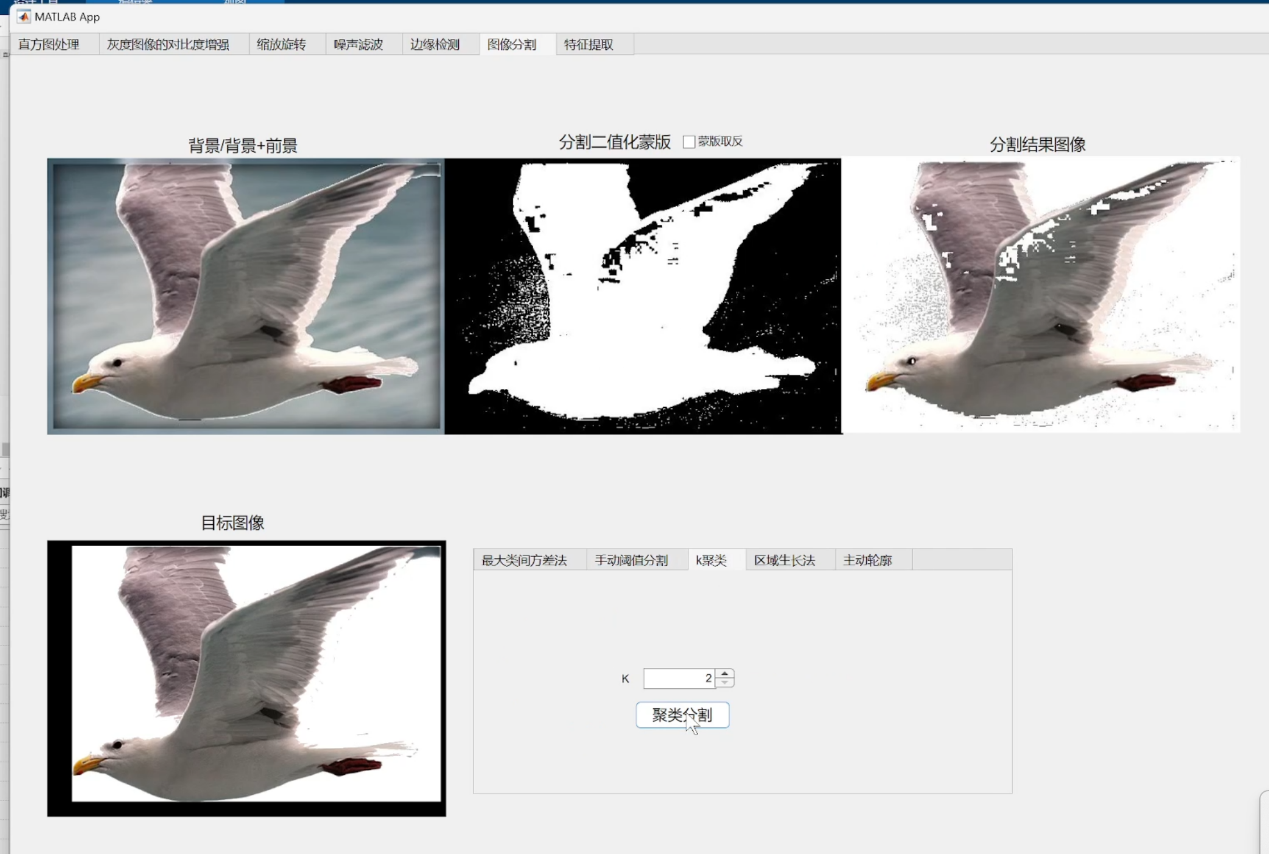 MATLAB App
直方图处理 灰度图像的对比度增强 缩放旋转 噪声滤波 边缘检测 图像分割 特征提取
背景/背景+前景 分割二值化蒙版 蒙版取反 分割结果图像
目标图像
最大类间方差法 手动阈值分割 k聚类 区域生长法 主动轮廓
K 2
聚类分割